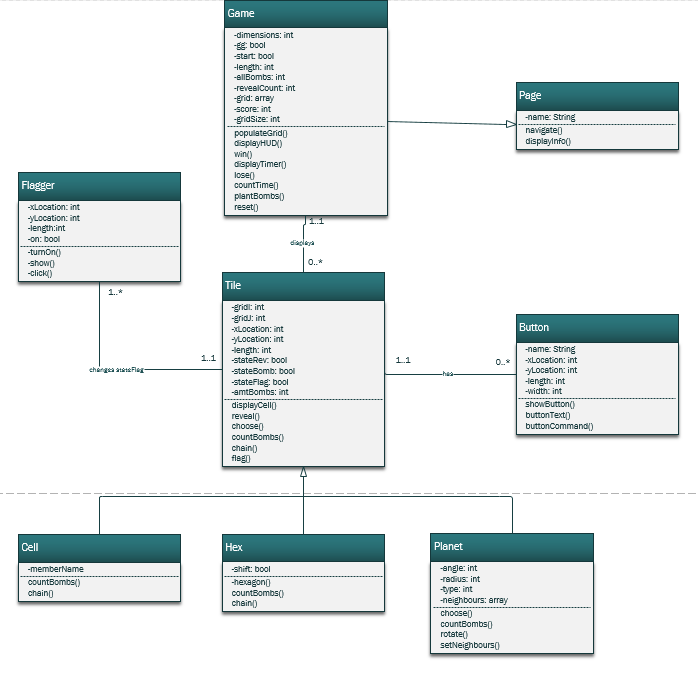 Game
-dimensions: int
-gg: bool
-start: bool
-length: int
-allBombs: int
-revealCount: int
-grid: array
-score: int
-gridSize: int
populateGrid()
displayHUD()
win()
displayTimer()
lose()
countTime()
plantBombs()
reset()
Page
-name: String
navigate()
displayInfo()
Flagger
-xLocation: int
-yLocation: int
-length:int
-on: bool
-turnOn()
-show()
-click()
1..1
displays
0..*
1..*
changes stateFlag
1..1
Tile
-gridI: int
-gridJ: int
-xLocation: int
-yLocation: int
-length: int
-stateRev: bool
-stateBomb: bool
-stateFlag: bool
-amtBombs: int
displayCell()
reveal()
choose()
countBombs()
chain()
flag()
1..1
has
0..*
Button
-name: String
-xLocation: int
-yLocation: int
-length: int
-width: int
showButton()
buttonText()
buttonCommand()
Cell
-memberName
countBombs()
chain()
Hex
-shift: bool
-hexagon()
countBombs()
chain()
Planet
-angle: int
-radius: int
-type: int
-neighbours: array
choose()
countBombs()
rotate()
setNeighbours()